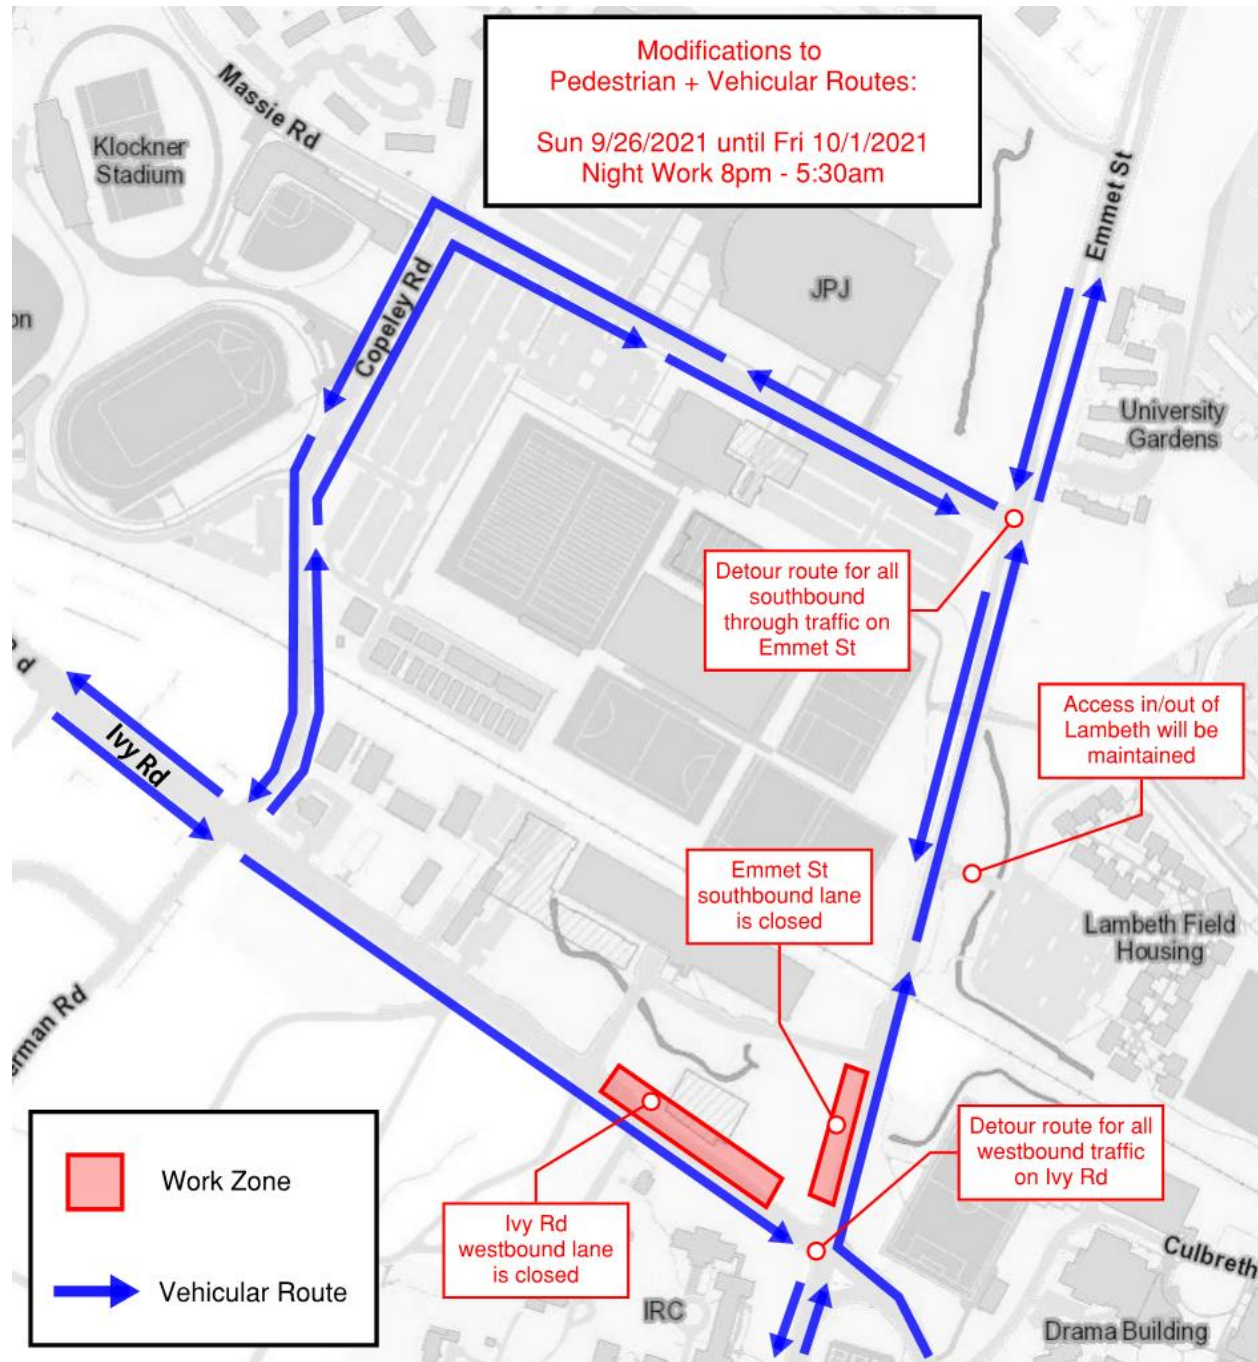 Modifications to
Pedestrian + Vehicular Routes:
Sun 9/26/2021 until Fri 10/1/2021
Night Work 8pm - 5:30am
Massie Rd
Klockner
Stadium
Emmet St
JPJ
Copeley Rd
on
University
Gardens
Detour route for all
southbound
through traffic on
Emmet St
Rd
Access in/out of
Lambeth will be
maintained
Ivy Rd
Emmet St
southbound lane
is closed
Lambeth Field
Housing
erman Rd
Detour route for all
westbound traffic
on Ivy Rd
Work Zone
Ivy Rd
westbound lane
is closed
Culbreth
Vehicular Route
IRC
Drama Building